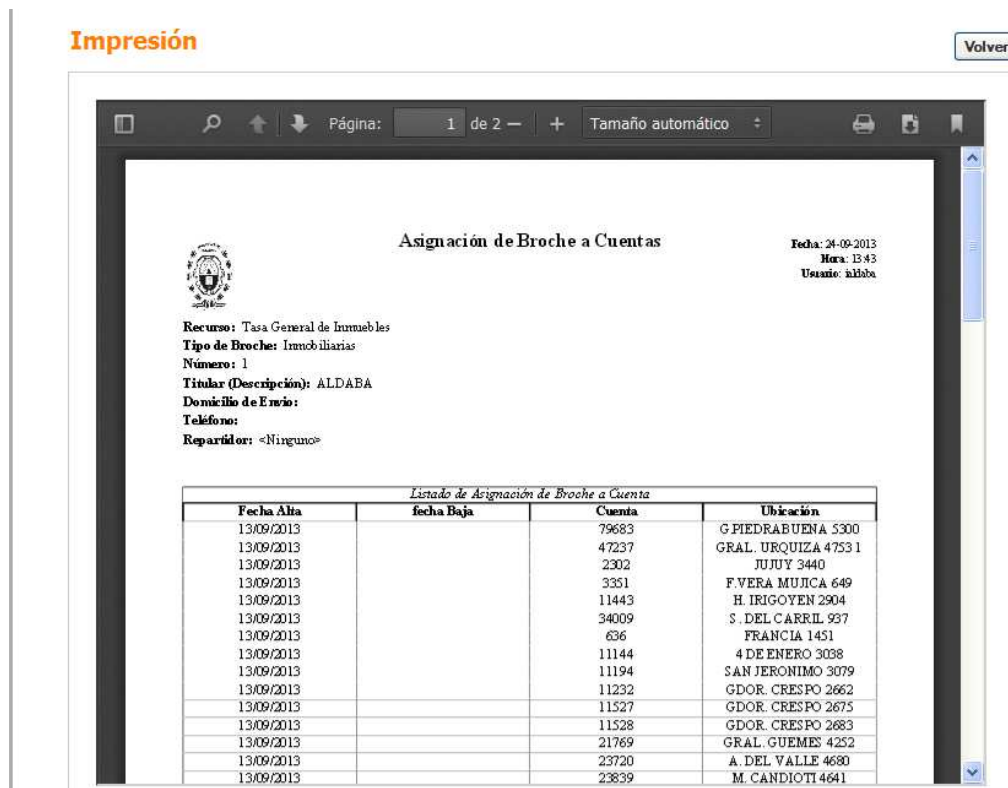 Impresión
Volver
Página: 1 de 2 Tamaño automático
Asignación de Broche a Cuentas
Fecha: 24-09-2013
Hora: 13:43
Usuario: ialdaba
Recurso: Tasa General de Inmuebles
Tipo de Broche: Inmobiliarias
Número: 1
Titular (Descripción): ALDABA
Domicilio de Envio:
Teléfono:
Repartidor: <Ninguno>
Listado de Asignación de Broche a Cuenta
Fecha Alta fecha Baja Cuenta Ubicación
13/09/2013 79683 G.PIEDRABUENA 5300
13/09/2013 47237 GRAL. URQUIZA 4753 1
13/09/2013 2302 JUJUY 3440
13/09/2013 3351 F.VERA MUJICA 649
13/09/2013 11443 H. IRIGOYEN 2904
13/09/2013 34009 S. DEL CARRIL 937
13/09/2013 636 FRANCIA 1451
13/09/2013 11144 4 DE ENERO 3038
13/09/2013 11194 SAN JERONIMO 3079
13/09/2013 11232 GDOR. CRESPO 2662
13/09/2013 11527 GDOR. CRESPO 2675
13/09/2013 11528 GDOR. CRESPO 2683
13/09/2013 21769 GRAL. GUEMES 4252
13/09/2013 23720 A. DEL VALLE 4680
13/09/2013 23839 M. CANDIOTI 4641